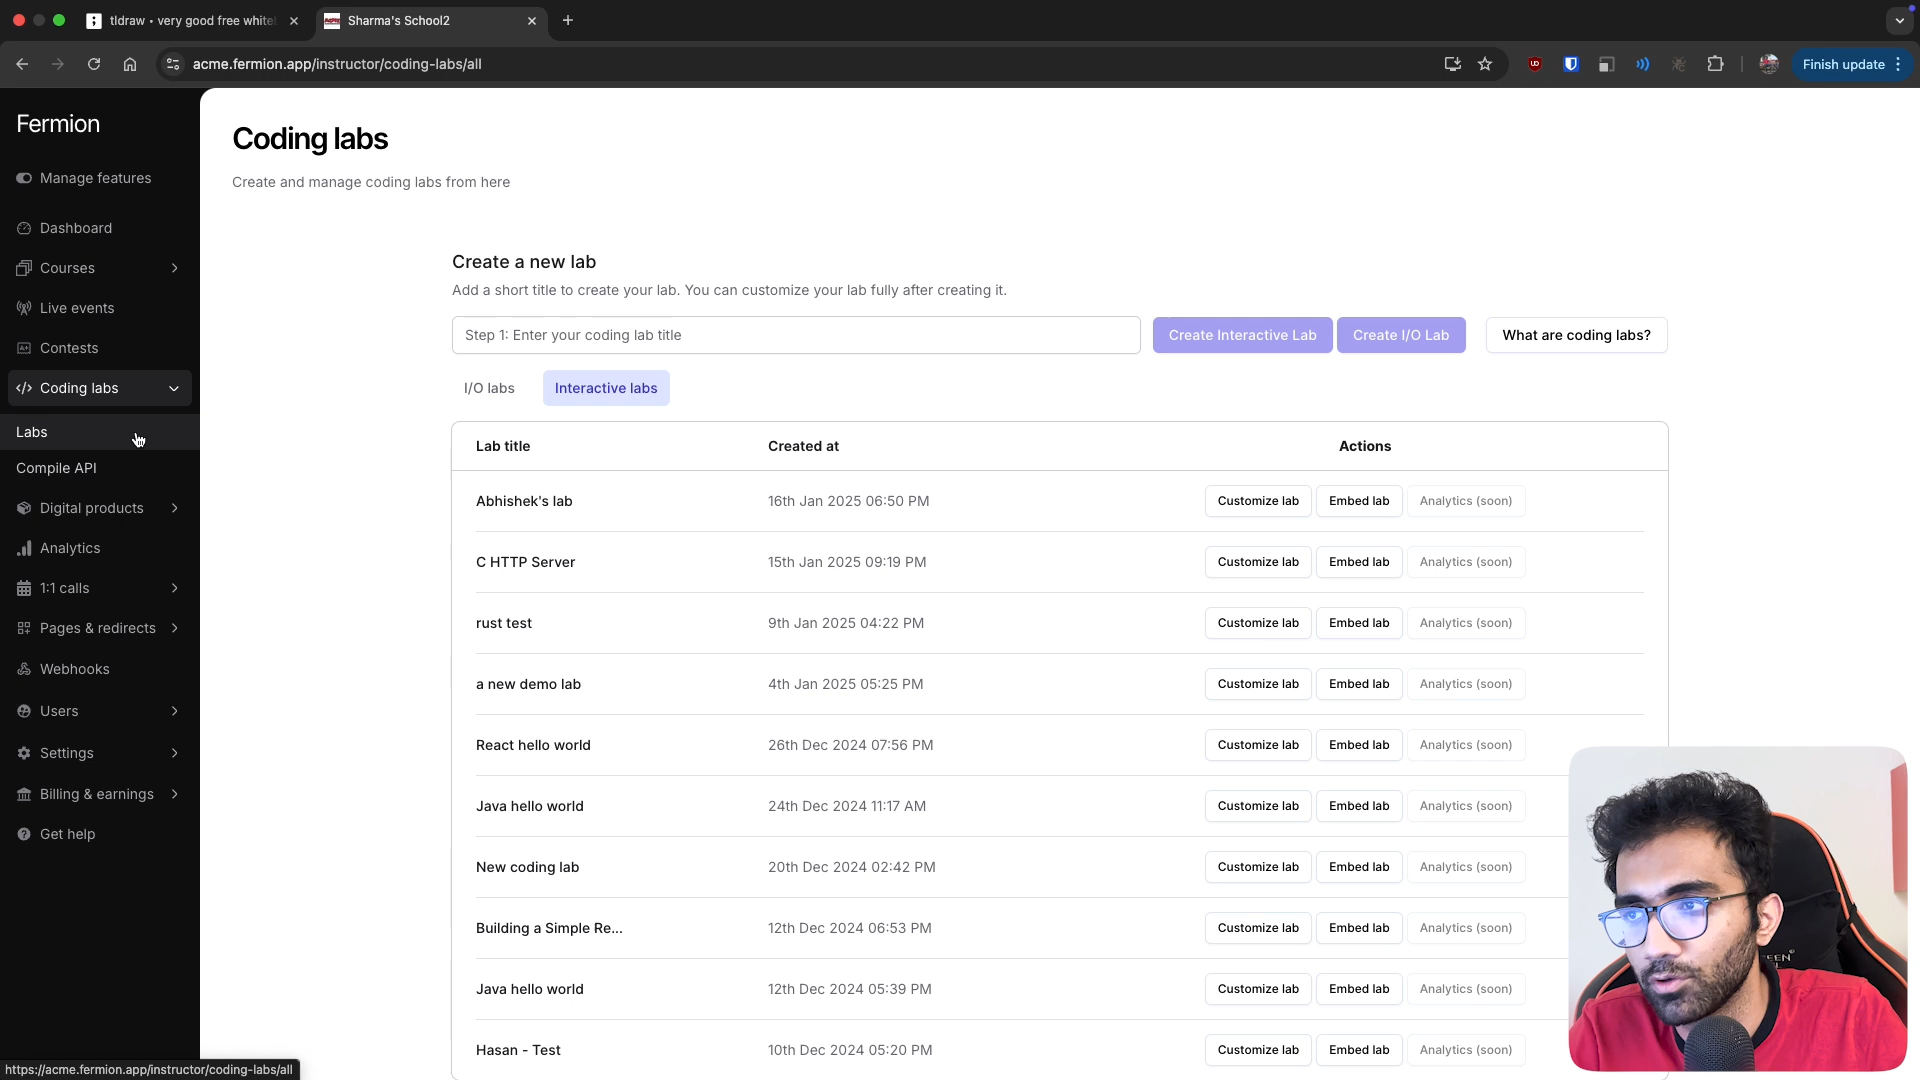 tldraw • very good free white
Sharma's School2
acme.fermion.app/instructor/coding-labs/all
Finish update
Fermion
Manage features
Dashboard
Courses
Live events
Contests
Coding labs
Labs
Compile API
Digital products
Analytics
1:1 calls
Pages & redirects
Webhooks
Users
Settings
Billing & earnings
Get help
https://acme.fermion.app/instructor/coding-labs/all
Coding labs
Create and manage coding labs from here
Create a new lab
Add a short title to create your lab. You can customize your lab fully after creating it.
Step 1: Enter your coding lab title
Create Interactive Lab
Create I/O Lab
What are coding labs?
I/O labs
Interactive labs
Lab title Created at Actions
Abhishek's lab 16th Jan 2025 06:50 PM Customize lab Embed lab Analytics (soon)
C HTTP Server 15th Jan 2025 09:19 PM Customize lab Embed lab Analytics (soon)
rust test 9th Jan 2025 04:22 PM Customize lab Embed lab Analytics (soon)
a new demo lab 4th Jan 2025 05:25 PM Customize lab Embed lab Analytics (soon)
React hello world 26th Dec 2024 07:56 PM Customize lab Embed lab Analytics (soon)
Java hello world 24th Dec 2024 11:17 AM Customize lab Embed lab Analytics (soon)
New coding lab 20th Dec 2024 02:42 PM Customize lab Embed lab Analytics (soon)
Building a Simple Re... 12th Dec 2024 06:53 PM Customize lab Embed lab Analytics (soon)
Java hello world 12th Dec 2024 05:39 PM Customize lab Embed lab Analytics (soon)
Hasan - Test 10th Dec 2024 05:20 PM Customize lab Embed lab Analytics (soon)